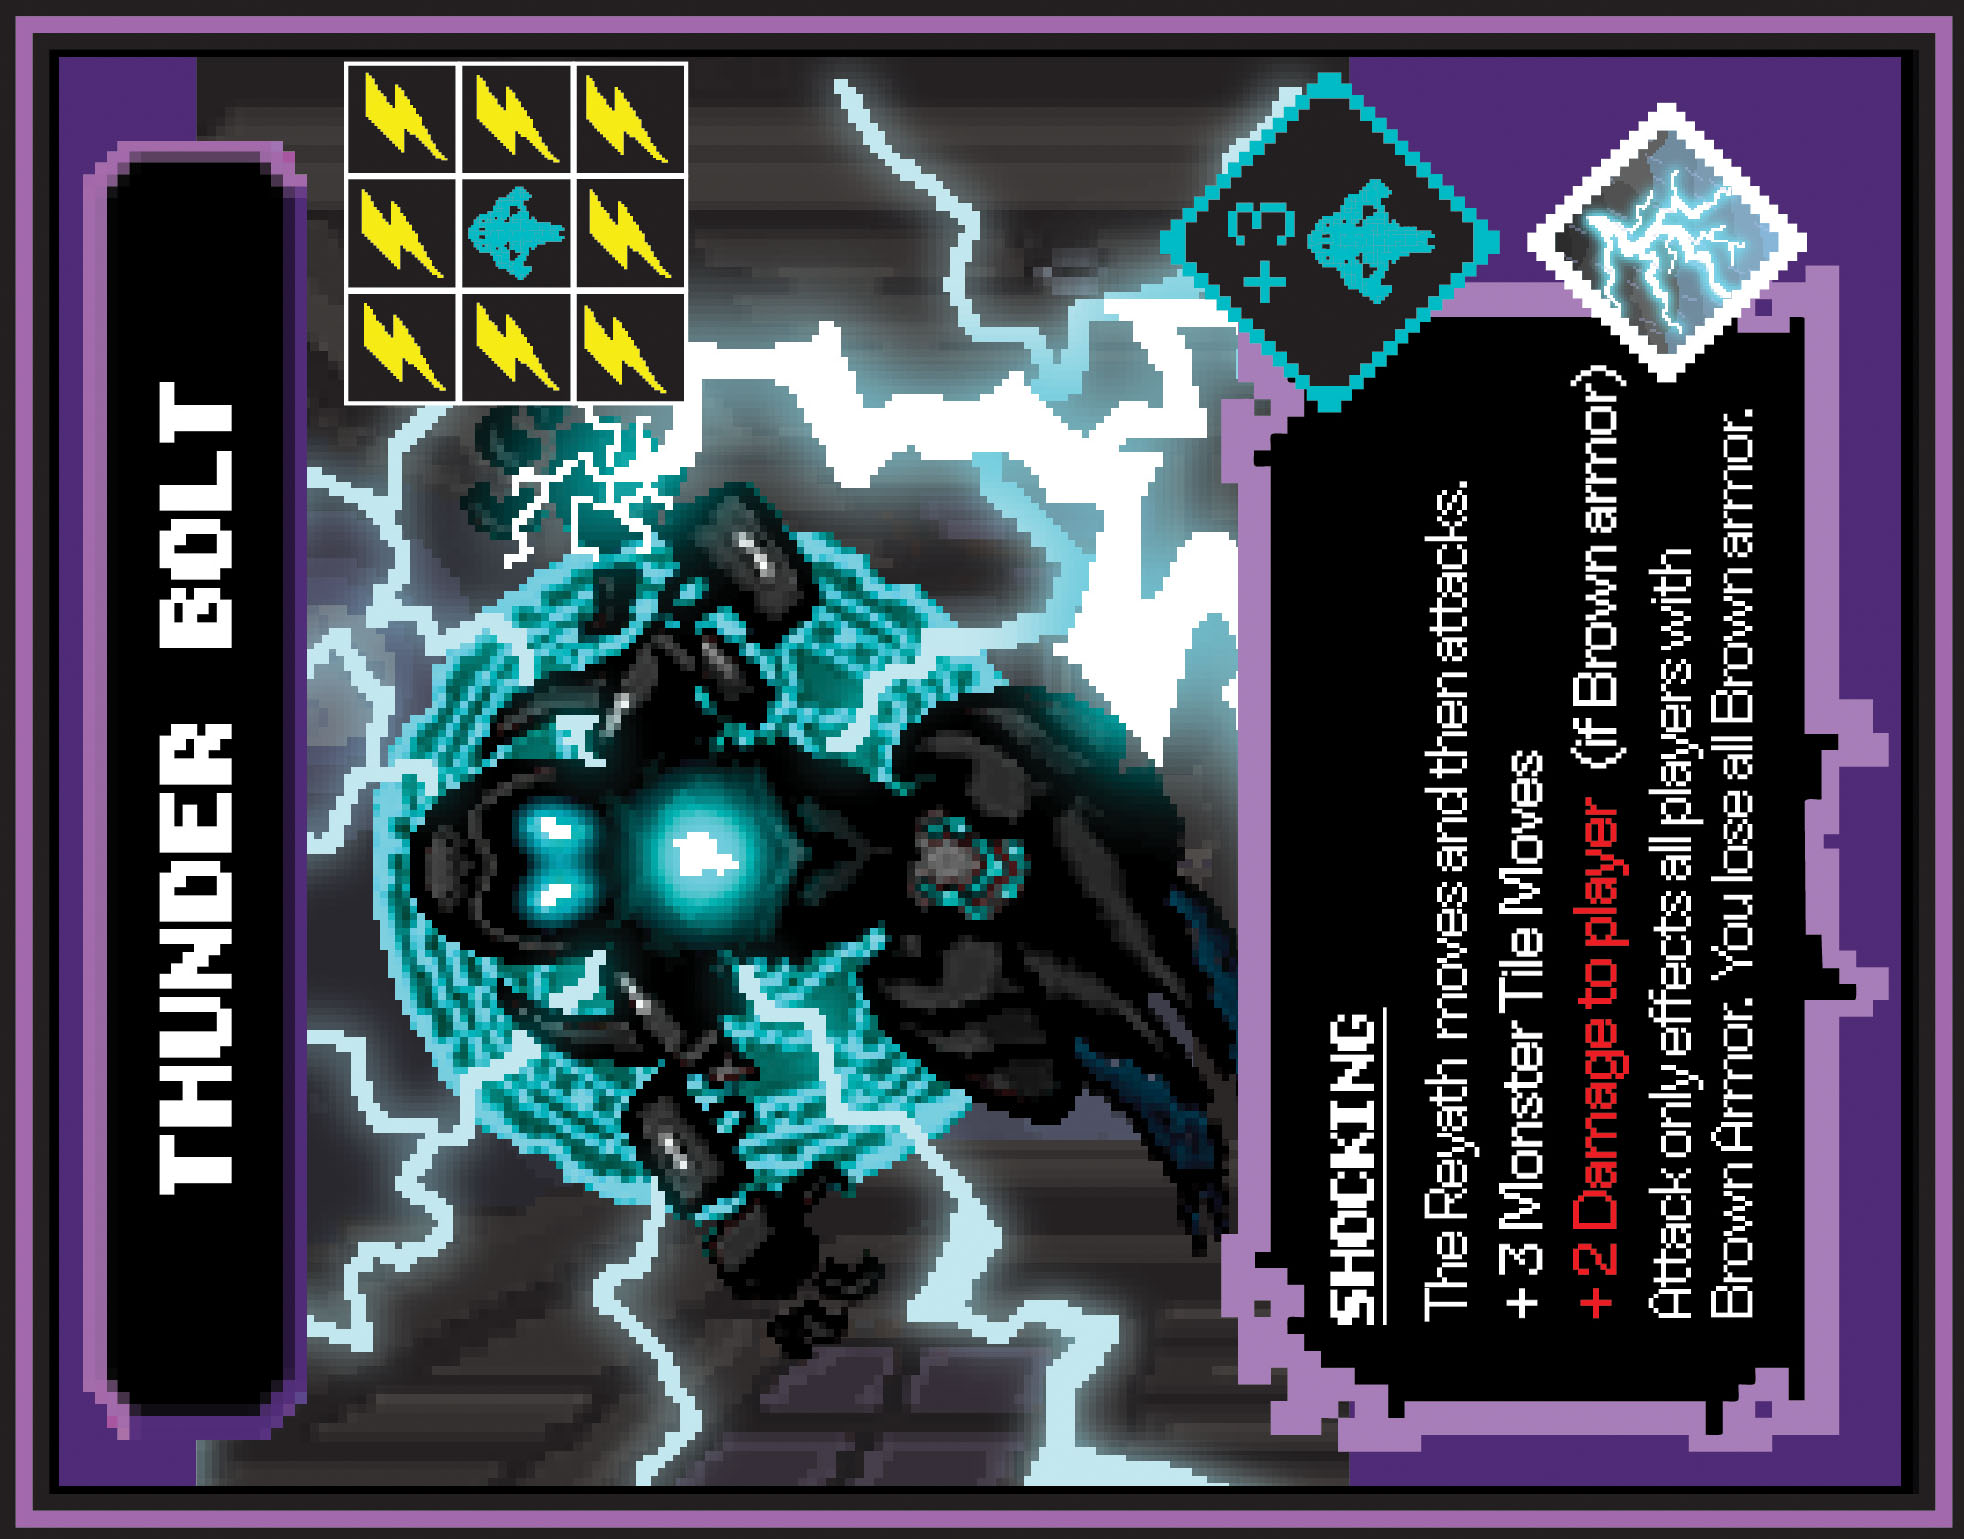 THUNDER BOLT
+3
SHOCKING
The Reyath moves and then attacks.
+ 3 Monster Tile Moves
+ 2 Damage to player (if Brown armor)
Attack only effects all players with
Brown Armor. You lose all Brown armor.